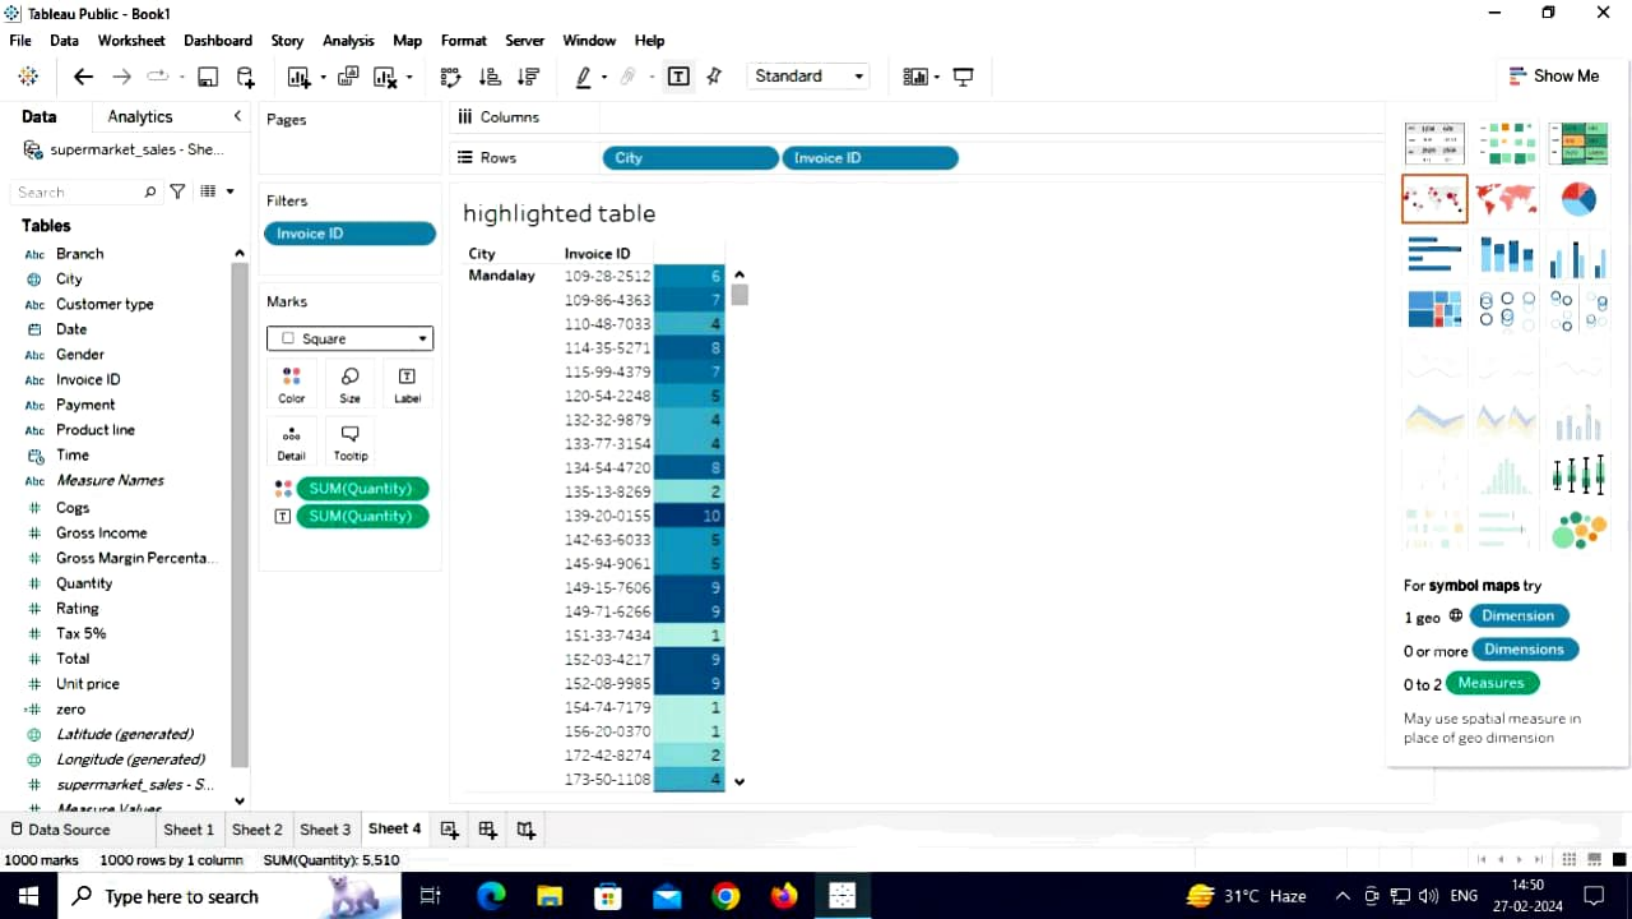 Tableau Public - Book1
File Data Worksheet Dashboard Story Analysis Map Format Server Window Help
Standard
Show Me
Data Analytics
supermarket_sales - She...
Search
Tables
Abc Branch
City
Abc Customer type
Date
Abc Gender
Abc Invoice ID
Abc Payment
Abc Product line
Time
Abc Measure Names
# Cogs
# Gross Income
# Gross Margin Percenta...
# Quantity
# Rating
# Tax 5%
# Total
# Unit price
=# zero
Latitude (generated)
Longitude (generated)
# supermarket_sales - S...
# Measure Values
Pages
Filters
Invoice ID
Marks
Square
Color Size Label
Detail Tooltip
SUM(Quantity)
SUM(Quantity)
Columns
Rows City Invoice ID
highlighted table
City Invoice ID
Mandalay 109-28-2512 6
109-86-4363 7
110-48-7033 4
114-35-5271 8
115-99-4379 7
120-54-2248 5
132-32-9879 4
133-77-3154 4
134-54-4720 8
135-13-8269 2
139-20-0155 10
142-63-6033 5
145-94-9061 5
149-15-7606 9
149-71-6266 9
151-33-7434 1
152-03-4217 9
152-08-9985 9
154-74-7179 1
156-20-0370 1
172-42-8274 2
173-50-1108 4
For symbol maps try
1 geo Dimension
0 or more Dimensions
0 to 2 Measures
May use spatial measure in
place of geo dimension
Data Source Sheet 1 Sheet 2 Sheet 3 Sheet 4
1000 marks 1000 rows by 1 column SUM(Quantity): 5,510
Type here to search
31°C Haze
ENG
14:50
27-02-2024